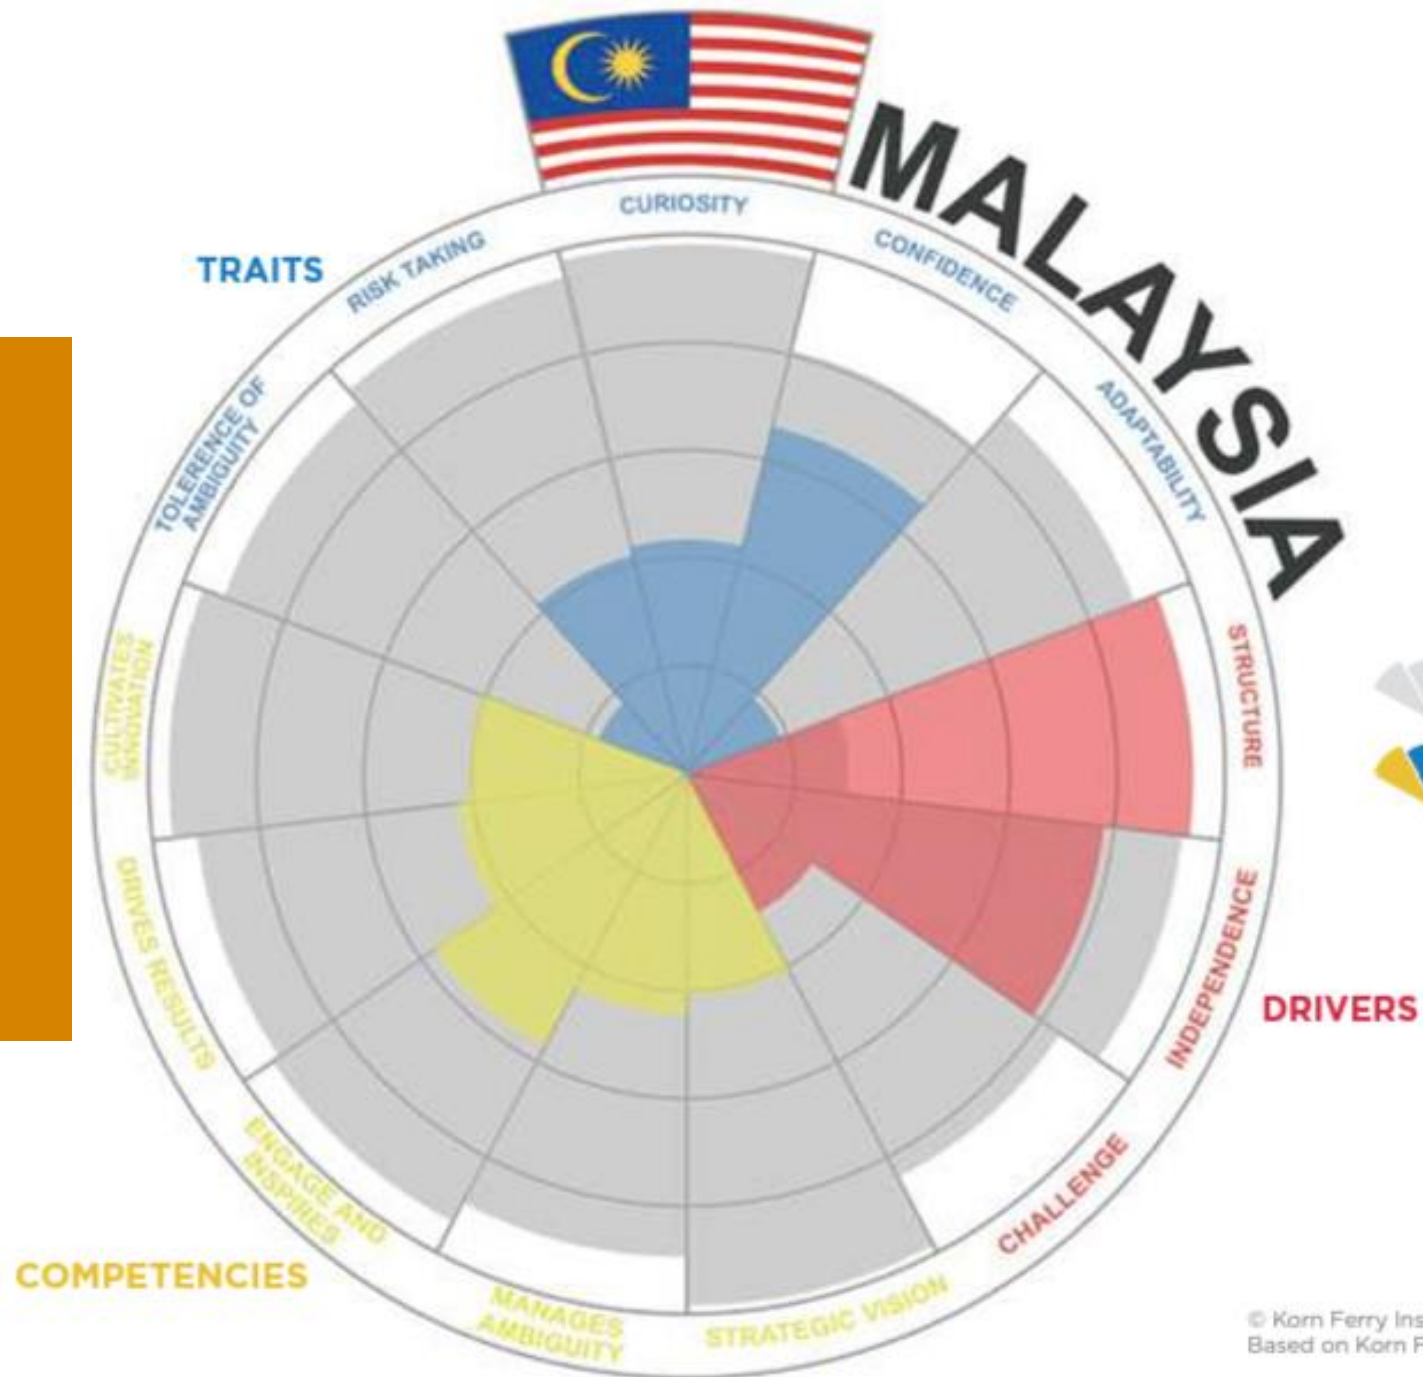 MALAYSIA
TRAITS
CURIOSITY
CONFIDENCE
ADAPTABILITY
STRUCTURE
INDEPENDENCE
DRIVERS
CHALLENGE
STRATEGIC VISION
MANAGES
AMBIGUITY
ENGAGE AND
INSPIRES
COMPETENCIES
DRIVES RESULTS
CULTIVATES
INNOVATION
TOLERENCE OF
AMBIGUITY
RISK TAKING
© Korn Ferry Ins
Based on Korn F